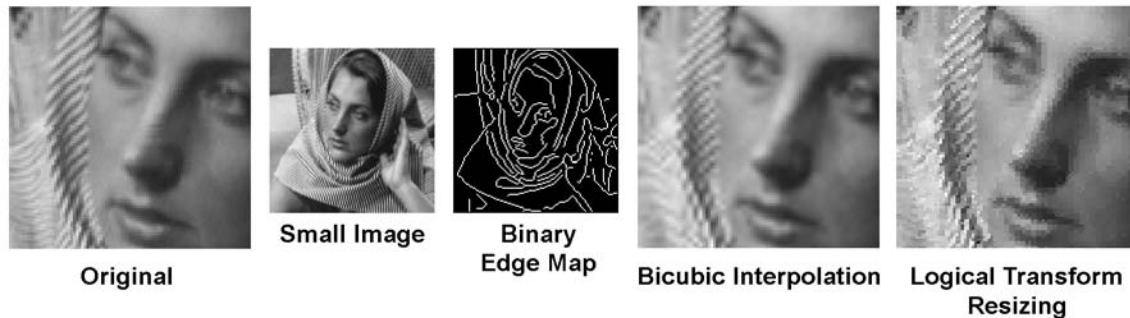 Original
Small Image
Binary
Edge Map
Bicubic Interpolation
Logical Transform
Resizing